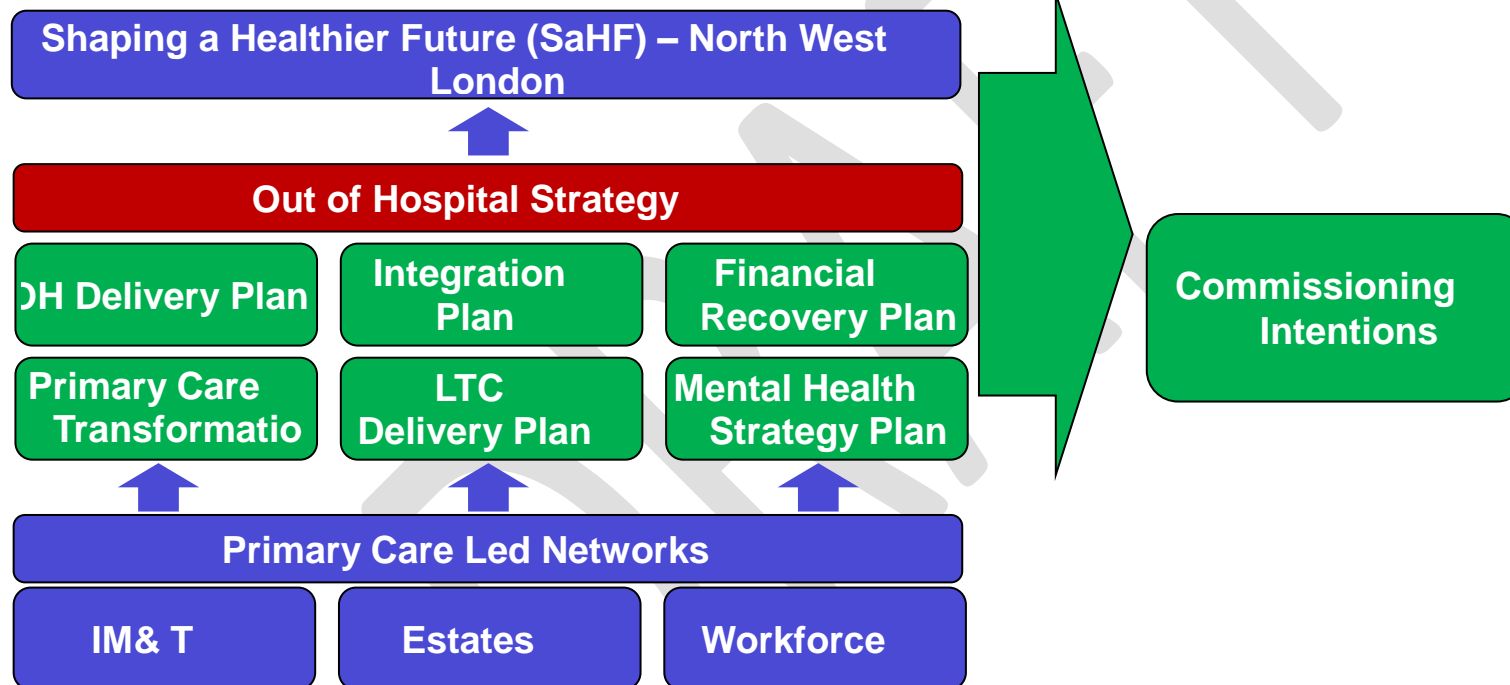 Shaping a Healthier Future (SaHF) – North West
London
Out of Hospital Strategy
OH Delivery Plan
Integration
Plan
Financial
Recovery Plan
Primary Care
Transformatio
LTC
Delivery Plan
Mental Health
Strategy Plan
Commissioning
Intentions
Primary Care Led Networks
IM& T
Estates
Workforce